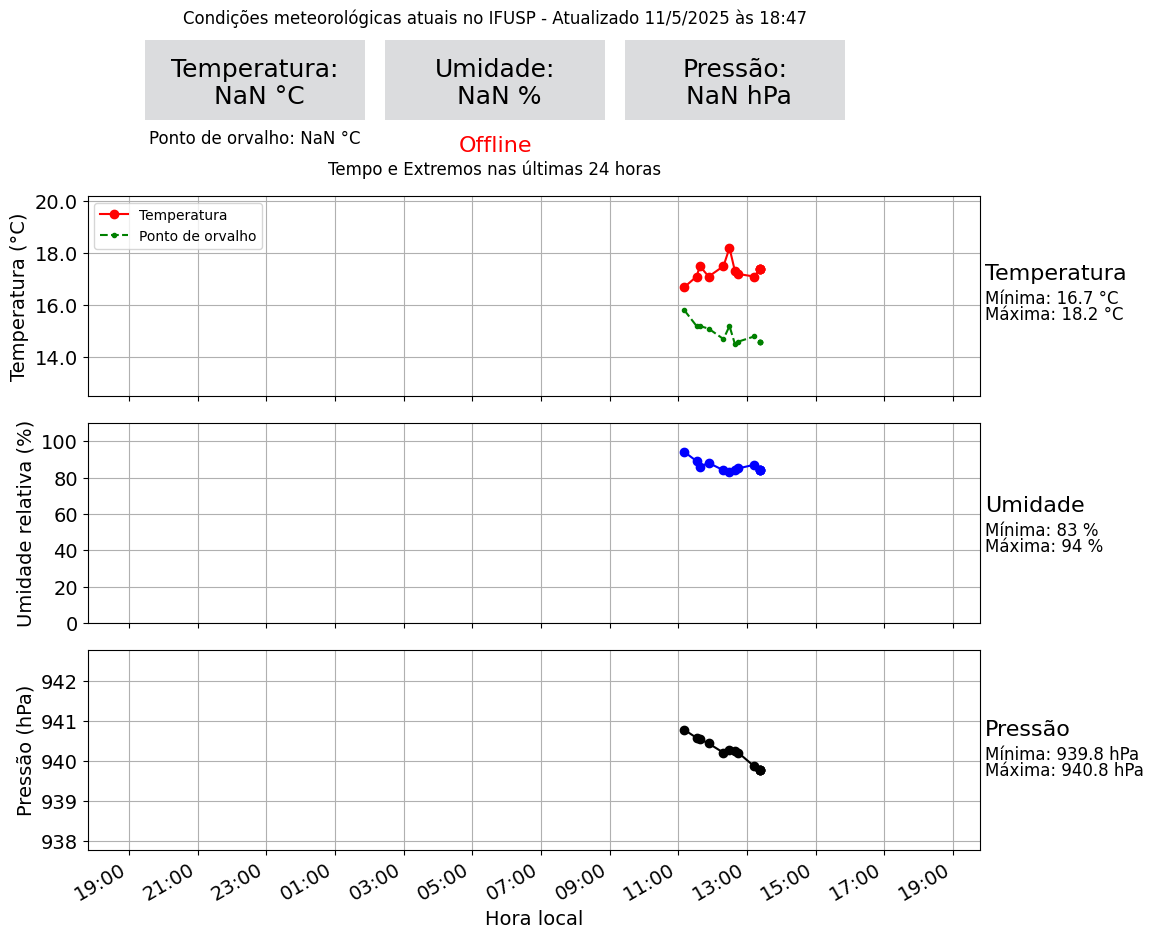 Condições meteorológicas atuais no IFUSP - Atualizado 11/5/2025 às 18:47
Temperatura:
NaN °C
Umidade:
NaN %
Pressão:
NaN hPa
Ponto de orvalho: NaN °C
Offline
Tempo e Extremos nas últimas 24 horas
Temperatura (°C)
20.0
18.0
16.0
14.0
Temperatura
Ponto de orvalho
Temperatura
Mínima: 16.7 °C
Máxima: 18.2 °C
Umidade relativa (%)
100
80
60
40
20
0
Umidade
Mínima: 83 %
Máxima: 94 %
Pressão (hPa)
942
941
940
939
938
Pressão
Mínima: 939.8 hPa
Máxima: 940.8 hPa
19:00 21:00 23:00 01:00 03:00 05:00 07:00 09:00 11:00 13:00 15:00 17:00 19:00
Hora local